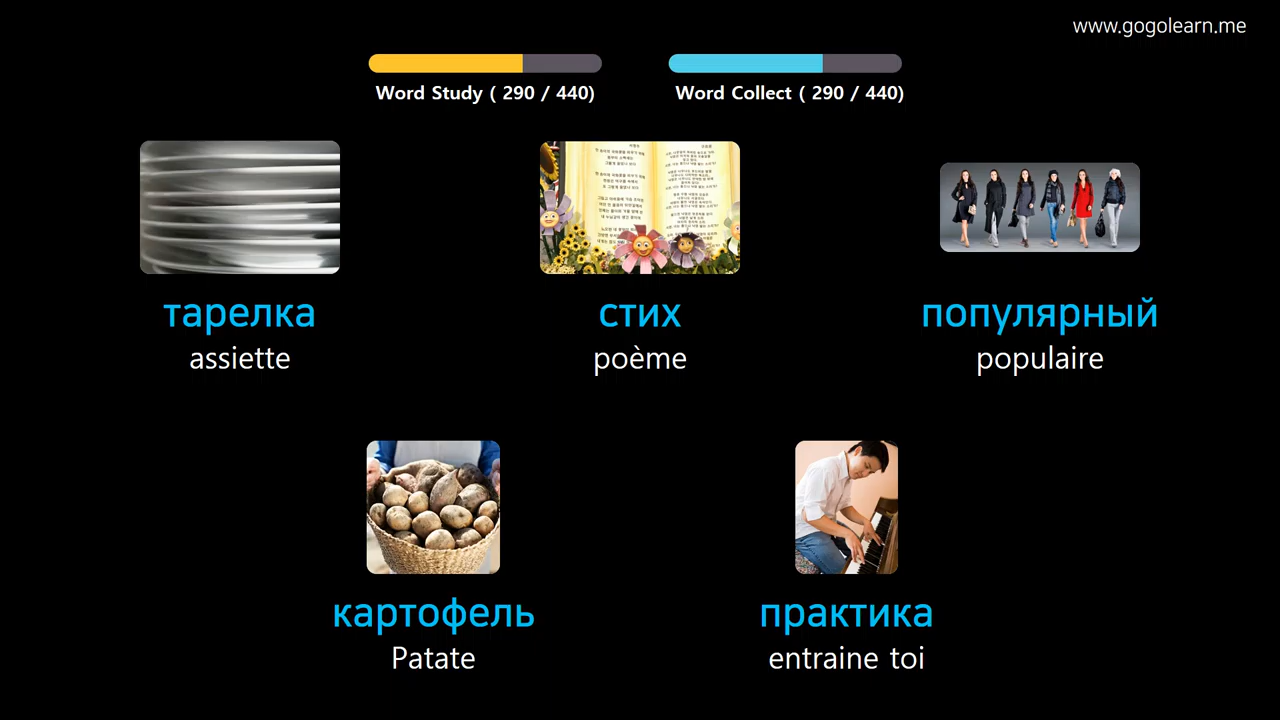 www.gogolearn.me
Word Study ( 290 / 440)
Word Collect ( 290 / 440)
тарелка
assiette
стих
poème
популярный
populaire
картофель
Patate
практика
entraine toi